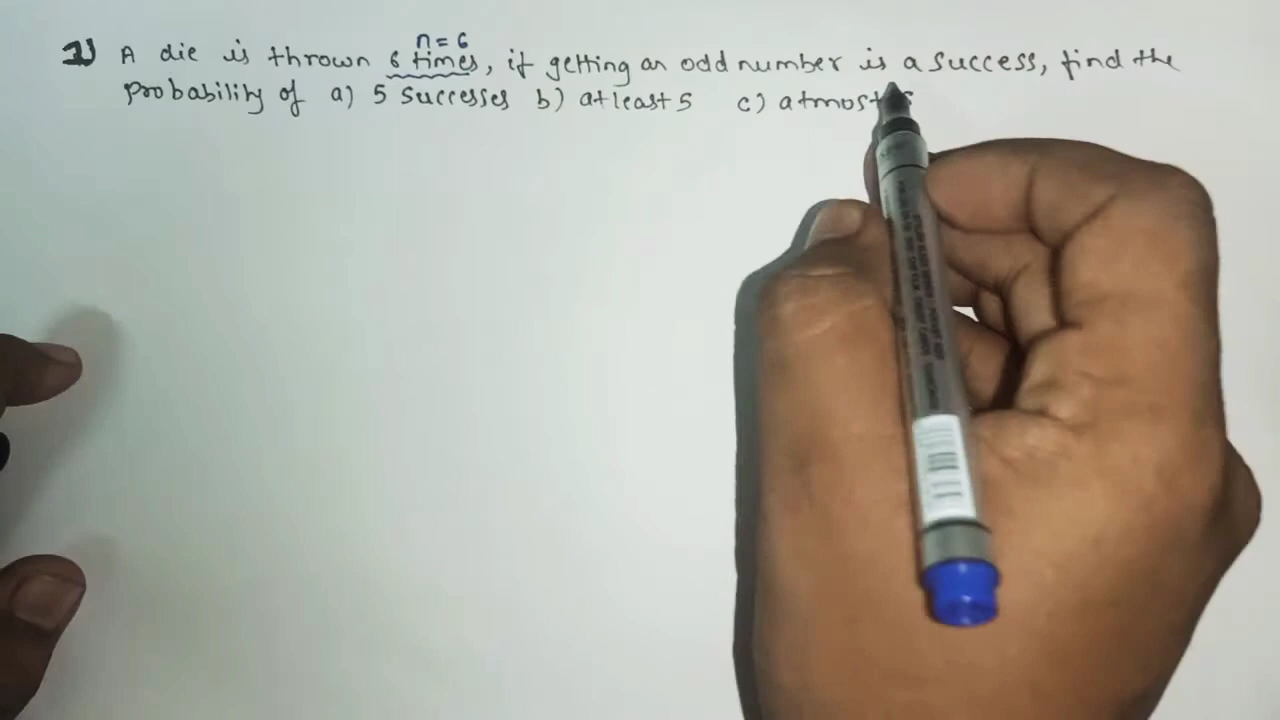 n = 6
2) A die is thrown 6 times, if getting an odd number is a success, find the
probability of a) 5 successes b) atleast 5 c) atmost